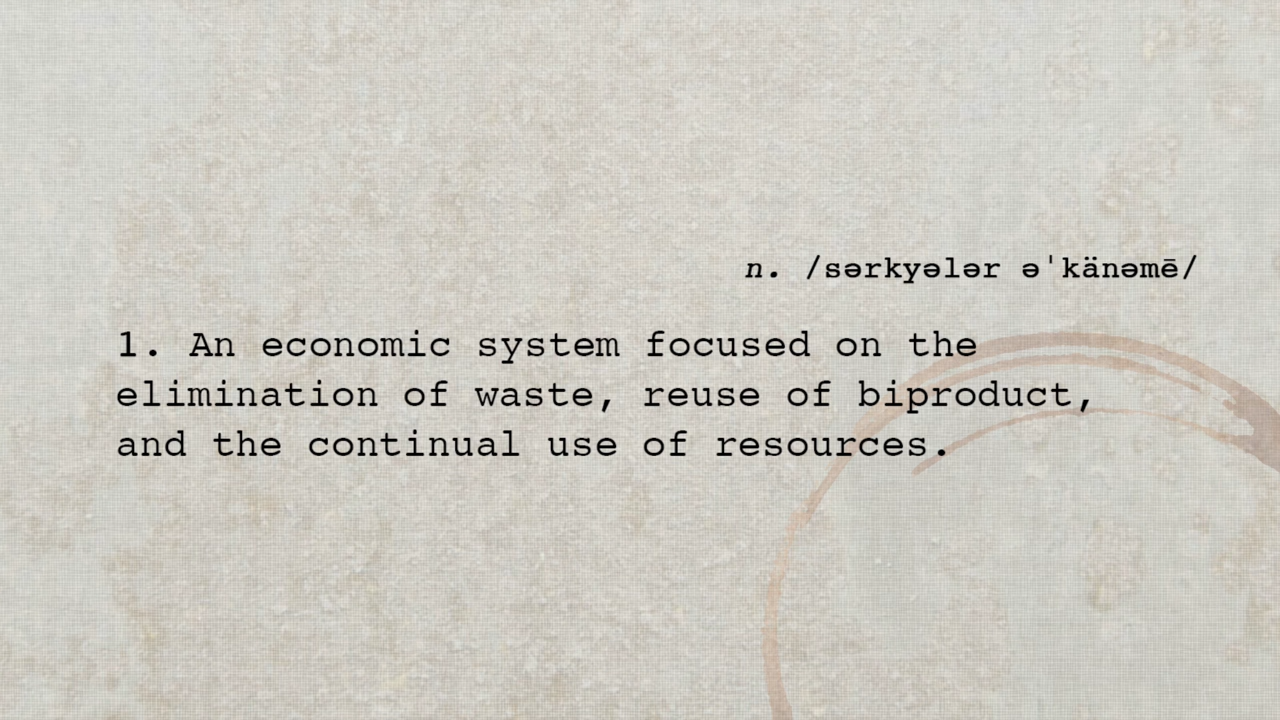 n. /sərkyələr əˈkänəmē/
1. An economic system focused on the
elimination of waste, reuse of biproduct,
and the continual use of resources.